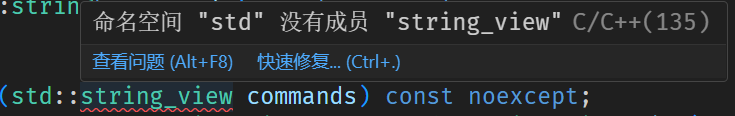 :string
命名空间 "std" 没有成员 "string_view" C/C++(135)
查看问题 (Alt+F8) 快速修复... (Ctrl+.)
(std::string_view commands) const noexcept;